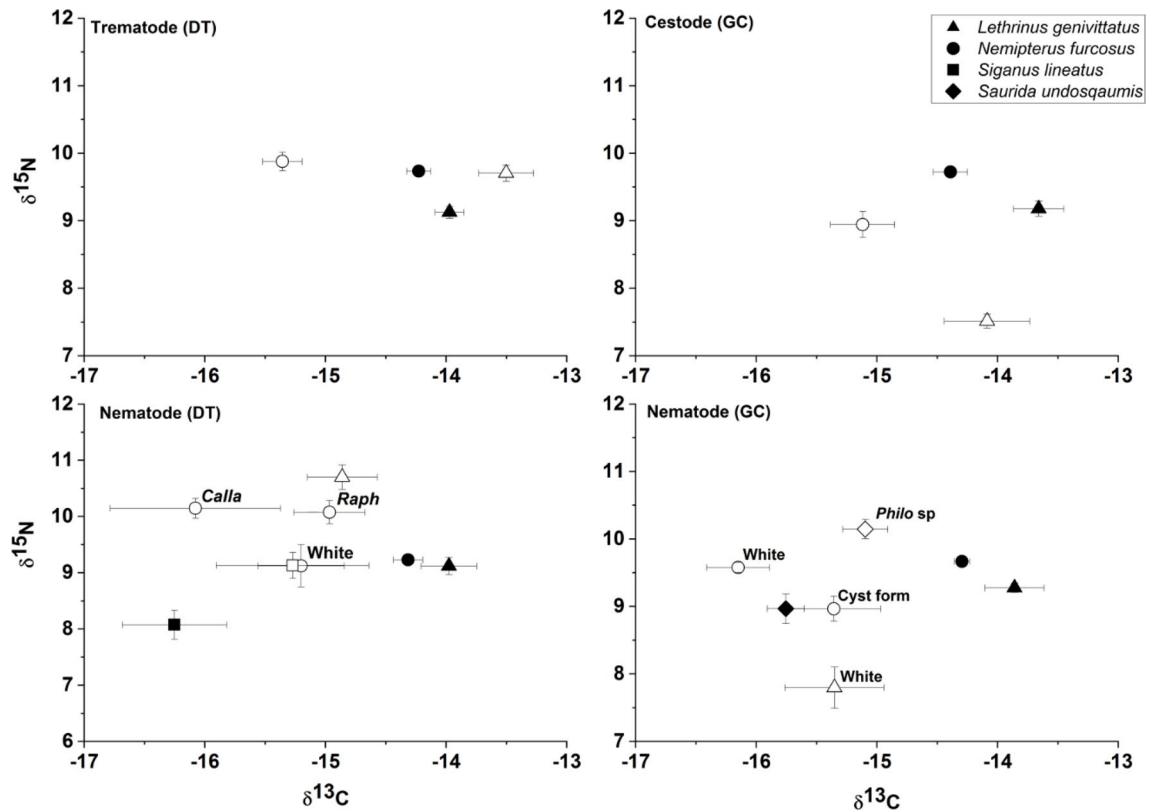 Trematode (DT)
12
11
10
9
8
7
δ15N
-17
-16
-15
-14
-13
Cestode (GC)
Lethrinus genivittatus
Nemipterus furcosus
Siganus lineatus
Saurida undosqaumis
12
11
10
9
8
7
-17
-16
-15
-14
-13
Nematode (DT)
12
11
10
9
8
7
6
δ15N
Calla
Raph
White
-17
-16
-15
-14
-13
δ13C
Nematode (GC)
12
11
10
9
8
7
Philo sp
White
Cyst form
White
-17
-16
-15
-14
-13
δ13C